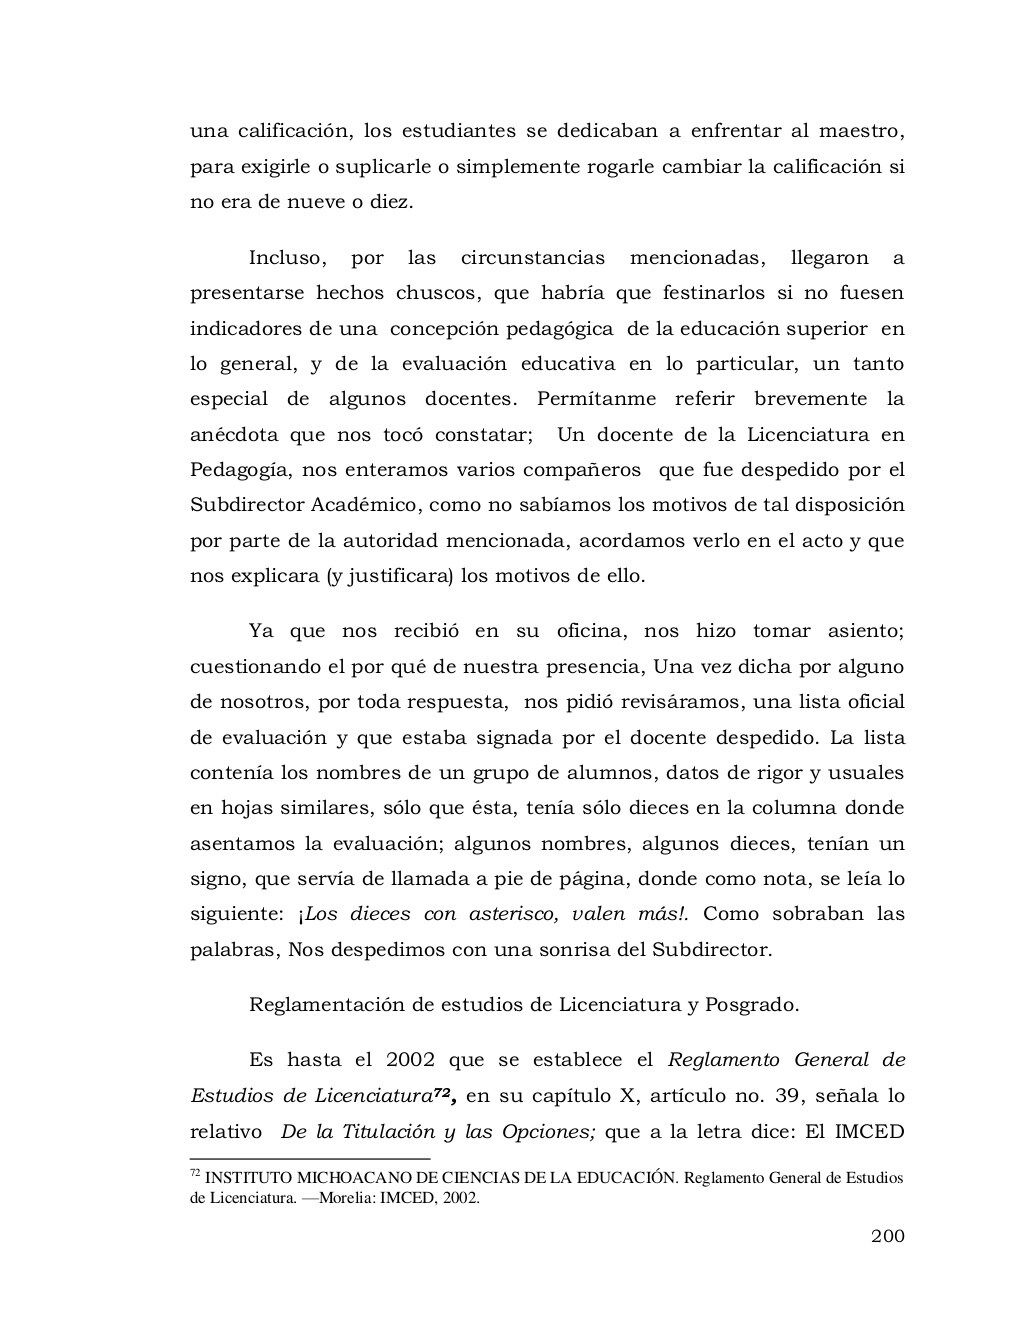 una calificación, los estudiantes se dedicaban a enfrentar al maestro,
para exigirle o suplicarle o simplemente rogarle cambiar la calificación si
no era de nueve o diez.
Incluso, por las circunstancias mencionadas, llegaron a
presentarse hechos chuscos, que habría que festinarlos si no fuesen
indicadores de una concepción pedagógica de la educación superior en
lo general, y de la evaluación educativa en lo particular, un tanto
especial de algunos docentes. Permítanme referir brevemente la
anécdota que nos tocó constatar; Un docente de la Licenciatura en
Pedagogía, nos enteramos varios compañeros que fue despedido por el
Subdirector Académico, como no sabíamos los motivos de tal disposición
por parte de la autoridad mencionada, acordamos verlo en el acto y que
nos explicara (y justificara) los motivos de ello.
Ya que nos recibió en su oficina, nos hizo tomar asiento;
cuestionando el por qué de nuestra presencia, Una vez dicha por alguno
de nosotros, por toda respuesta, nos pidió revisáramos, una lista oficial
de evaluación y que estaba signada por el docente despedido. La lista
contenía los nombres de un grupo de alumnos, datos de rigor y usuales
en hojas similares, sólo que ésta, tenía sólo dieces en la columna donde
asentamos la evaluación; algunos nombres, algunos dieces, tenían un
signo, que servía de llamada a pie de página, donde como nota, se leía lo
siguiente: ¡Los dieces con asterisco, valen más!. Como sobraban las
palabras, Nos despedimos con una sonrisa del Subdirector.
Reglamentación de estudios de Licenciatura y Posgrado.
Es hasta el 2002 que se establece el Reglamento General de
Estudios de Licenciatura72, en su capítulo X, artículo no. 39, señala lo
relativo De la Titulación y las Opciones; que a la letra dice: El IMCED
72 INSTITUTO MICHOACANO DE CIENCIAS DE LA EDUCACIÓN. Reglamento General de Estudios
de Licenciatura. —Morelia: IMCED, 2002.
200